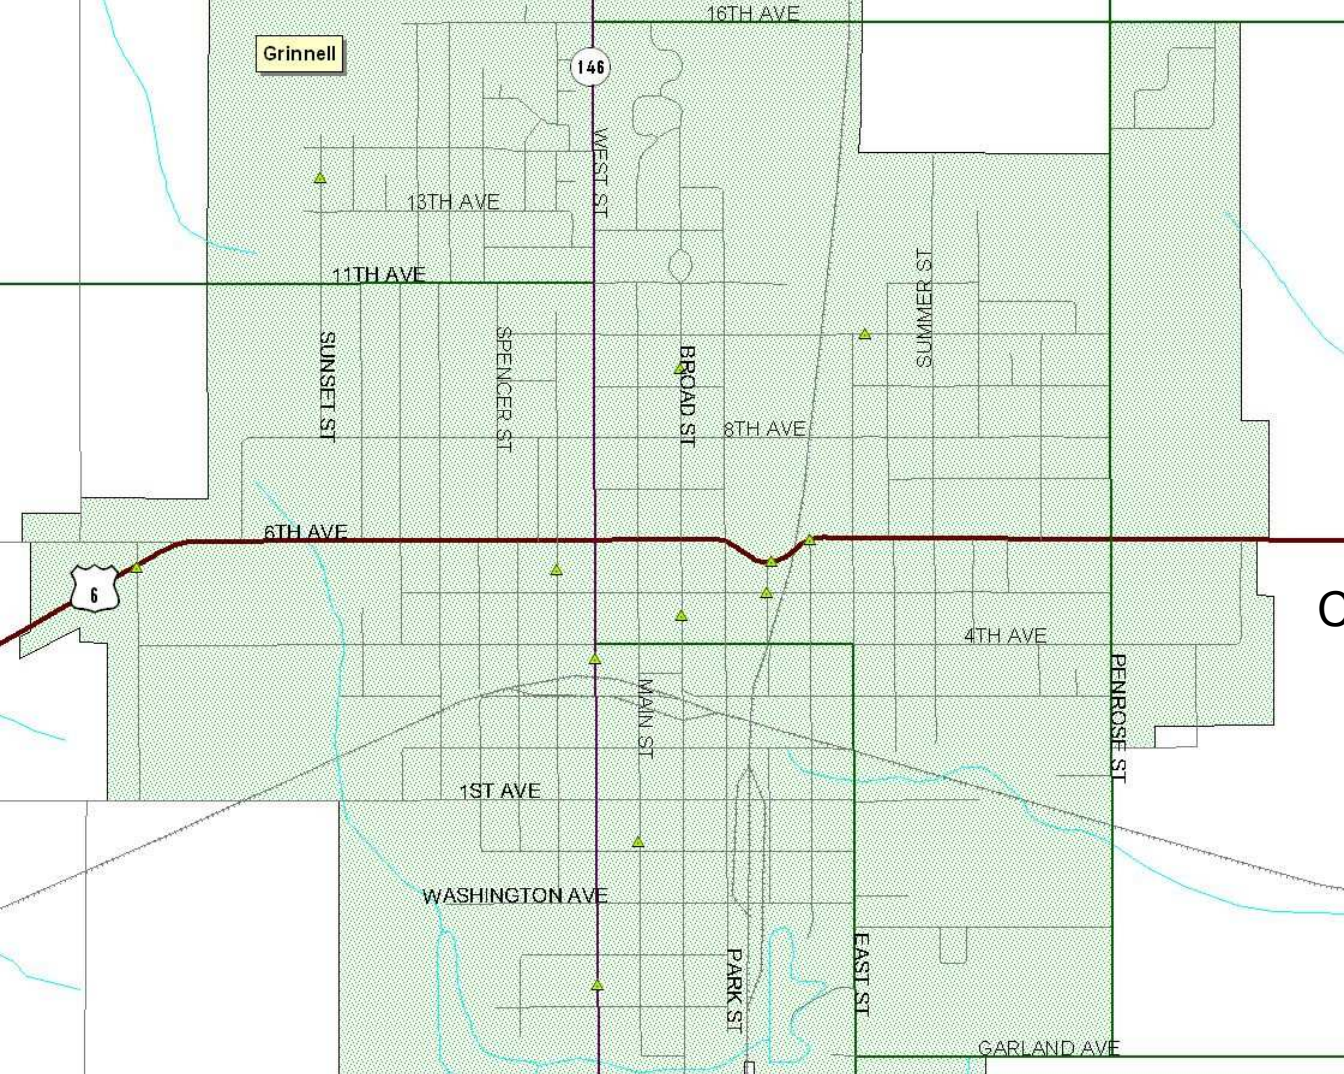 16TH AVE
Grinnell
146
WEST ST
13TH AVE
11TH AVE
SUMMER ST
SUNSET ST
SPENCER ST
BROAD ST
8TH AVE
6TH AVE
6
C
4TH AVE
PENROSE ST
MAIN ST
1ST AVE
WASHINGTON AVE
PARK ST
EAST ST
GARLAND AVE